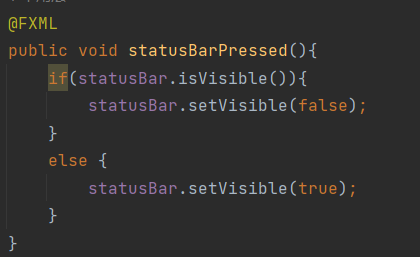 @FXML
public void statusBarPressed(){
    if(statusBar.isVisible()){
        statusBar.setVisible(false);
    }
    else {
        statusBar.setVisible(true);
    }
}